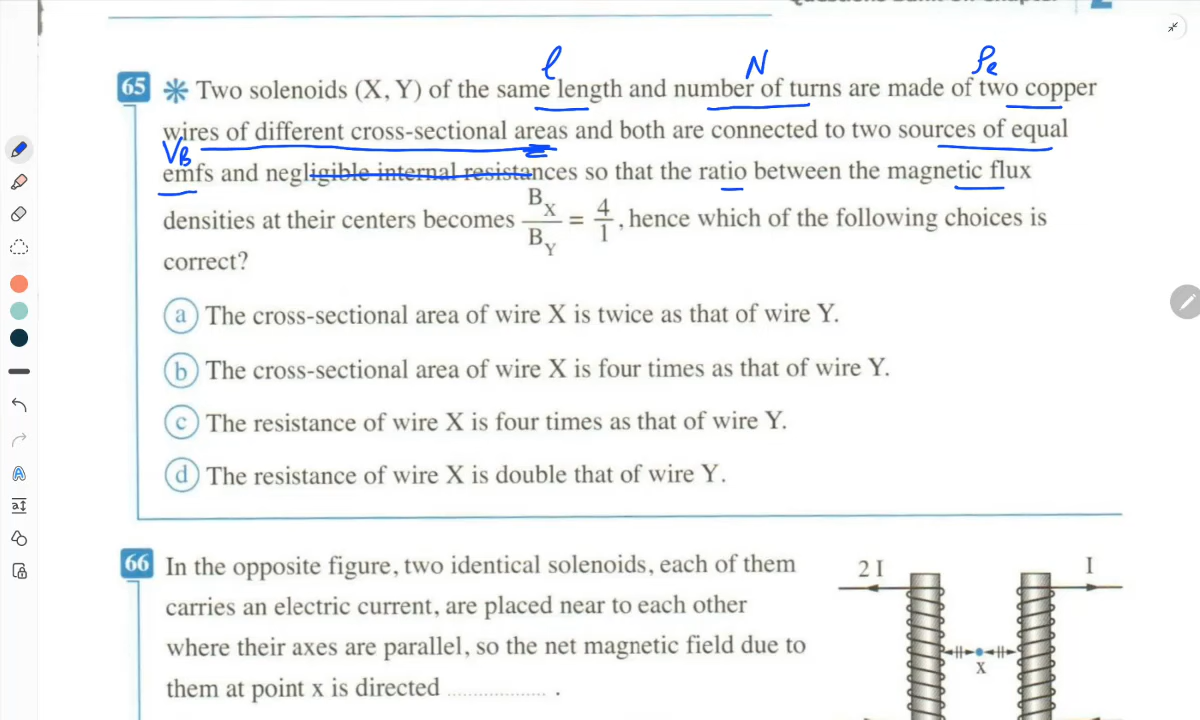 l N ρe
65 * Two solenoids (X, Y) of the same length and number of turns are made of two copper
wires of different cross-sectional areas and both are connected to two sources of equal
VB
emfs and negligible internal resistances so that the ratio between the magnetic flux
densities at their centers becomes BX/BY = 4/1, hence which of the following choices is
correct?
a The cross-sectional area of wire X is twice as that of wire Y.
b The cross-sectional area of wire X is four times as that of wire Y.
c The resistance of wire X is four times as that of wire Y.
d The resistance of wire X is double that of wire Y.
66 In the opposite figure, two identical solenoids, each of them
carries an electric current, are placed near to each other
where their axes are parallel, so the net magnetic field due to
them at point x is directed .................. .
2 I I
x